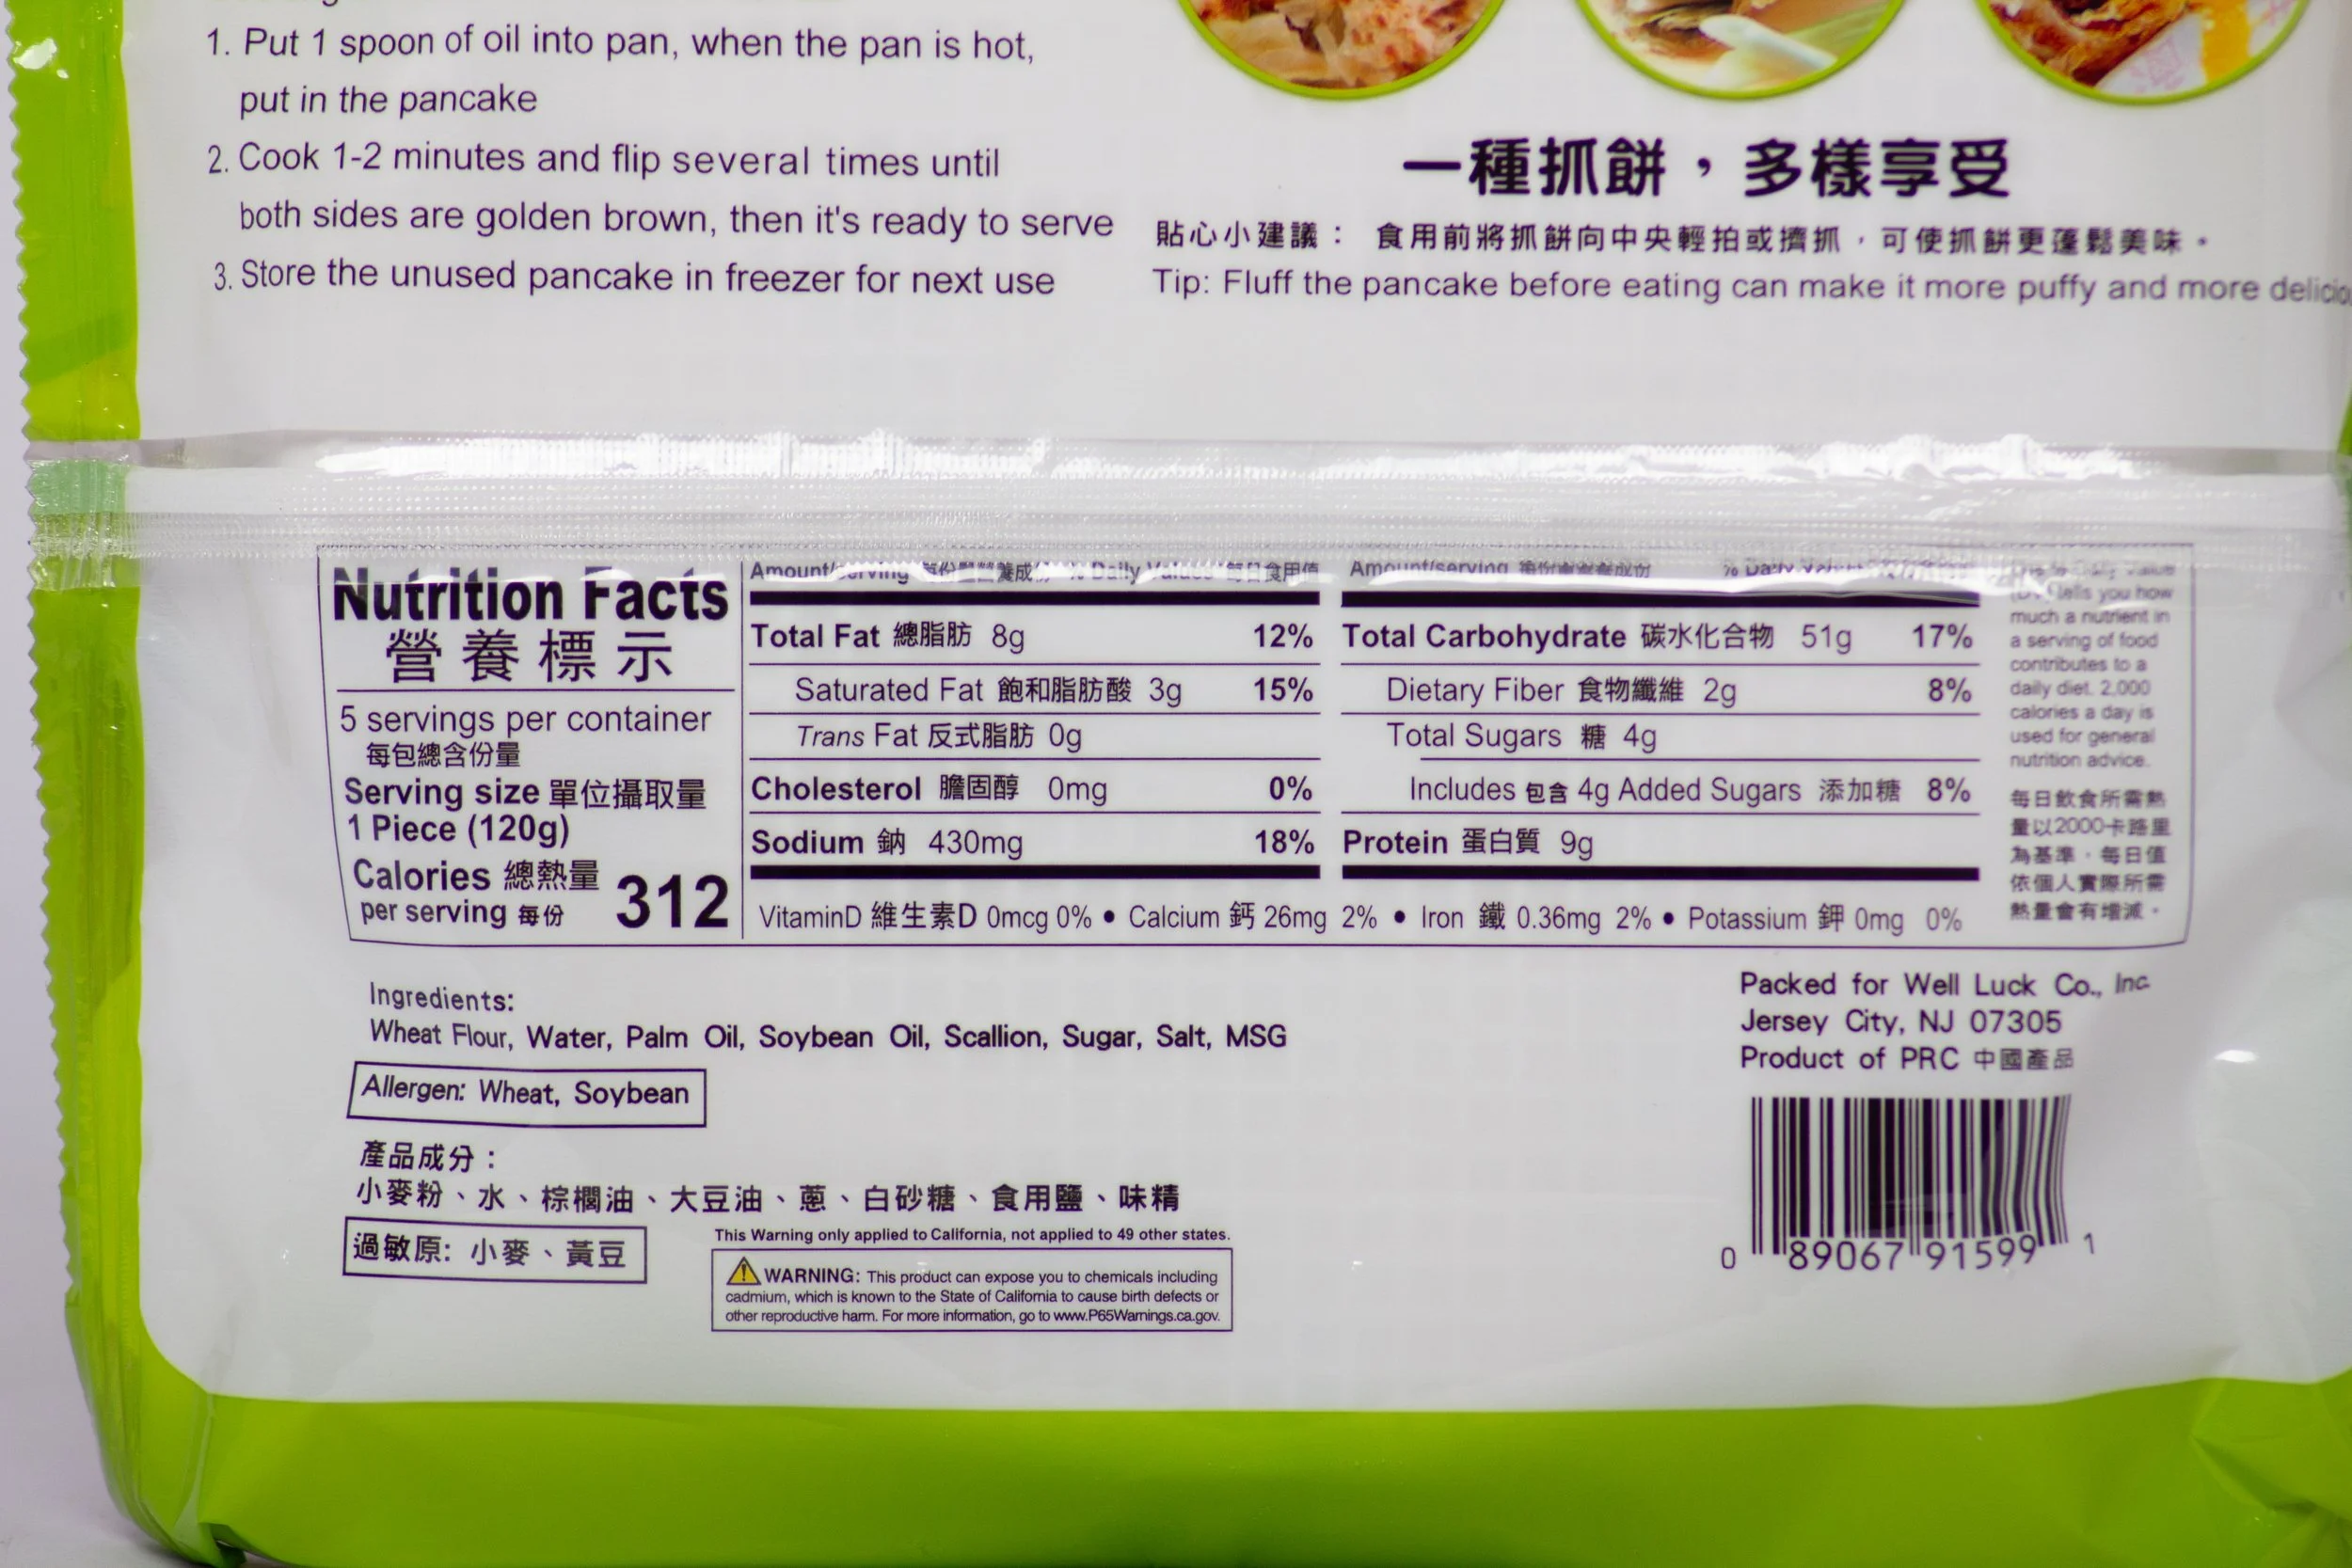 1. Put 1 spoon of oil into pan, when the pan is hot,
put in the pancake
2. Cook 1-2 minutes and flip several times until
both sides are golden brown, then it's ready to serve
3. Store the unused pancake in freezer for next use
一種抓餅，多樣享受
貼心小建議： 食用前將抓餅向中央輕拍或擠抓，可使抓餅更蓬鬆美味。
Tip: Fluff the pancake before eating can make it more puffy and more
Nutrition Facts
營養標示
5 servings per container
每包總含份量
Serving size 單位攝取量
1 Piece (120g)
Calories 總熱量
per serving 每份 312
Amount/serving % Daily Values 每日食用值
Total Fat 總脂肪 8g 12%
Saturated Fat 飽和脂肪酸 3g 15%
Trans Fat 反式脂肪 0g
Cholesterol 膽固醇 0mg 0%
Sodium 鈉 430mg 18%
Amount/serving
Total Carbohydrate 碳水化合物 51g 17%
Dietary Fiber 食物纖維 2g 8%
Total Sugars 糖 4g
Includes 包含 4g Added Sugars 添加糖 8%
Protein 蛋白質 9g
VitaminD 維生素D 0mcg 0% • Calcium 鈣 26mg 2% • Iron 鐵 0.36mg 2% • Potassium 鉀 0mg 0%
tells you how
much a nutrient in
a serving of food
contributes to a
daily diet. 2,000
calories a day is
used for general
nutrition advice.
每日飲食所需熱
量以2000卡路里
為基準，每日值
依個人實際所需
熱量會有增減。
Ingredients:
Wheat Flour, Water, Palm Oil, Soybean Oil, Scallion, Sugar, Salt, MSG
Allergen: Wheat, Soybean
產品成分：
小麥粉、水、棕櫚油、大豆油、蔥、白砂糖、食用鹽、味精
過敏原: 小麥、黃豆
This Warning only applied to California, not applied to 49 other states.
WARNING: This product can expose you to chemicals including
cadmium, which is known to the State of California to cause birth defects or
other reproductive harm. For more information, go to www.P65Warnings.ca.gov.
Packed for Well Luck Co., Inc.
Jersey City, NJ 07305
Product of PRC 中國產品
0 89067 91599 1